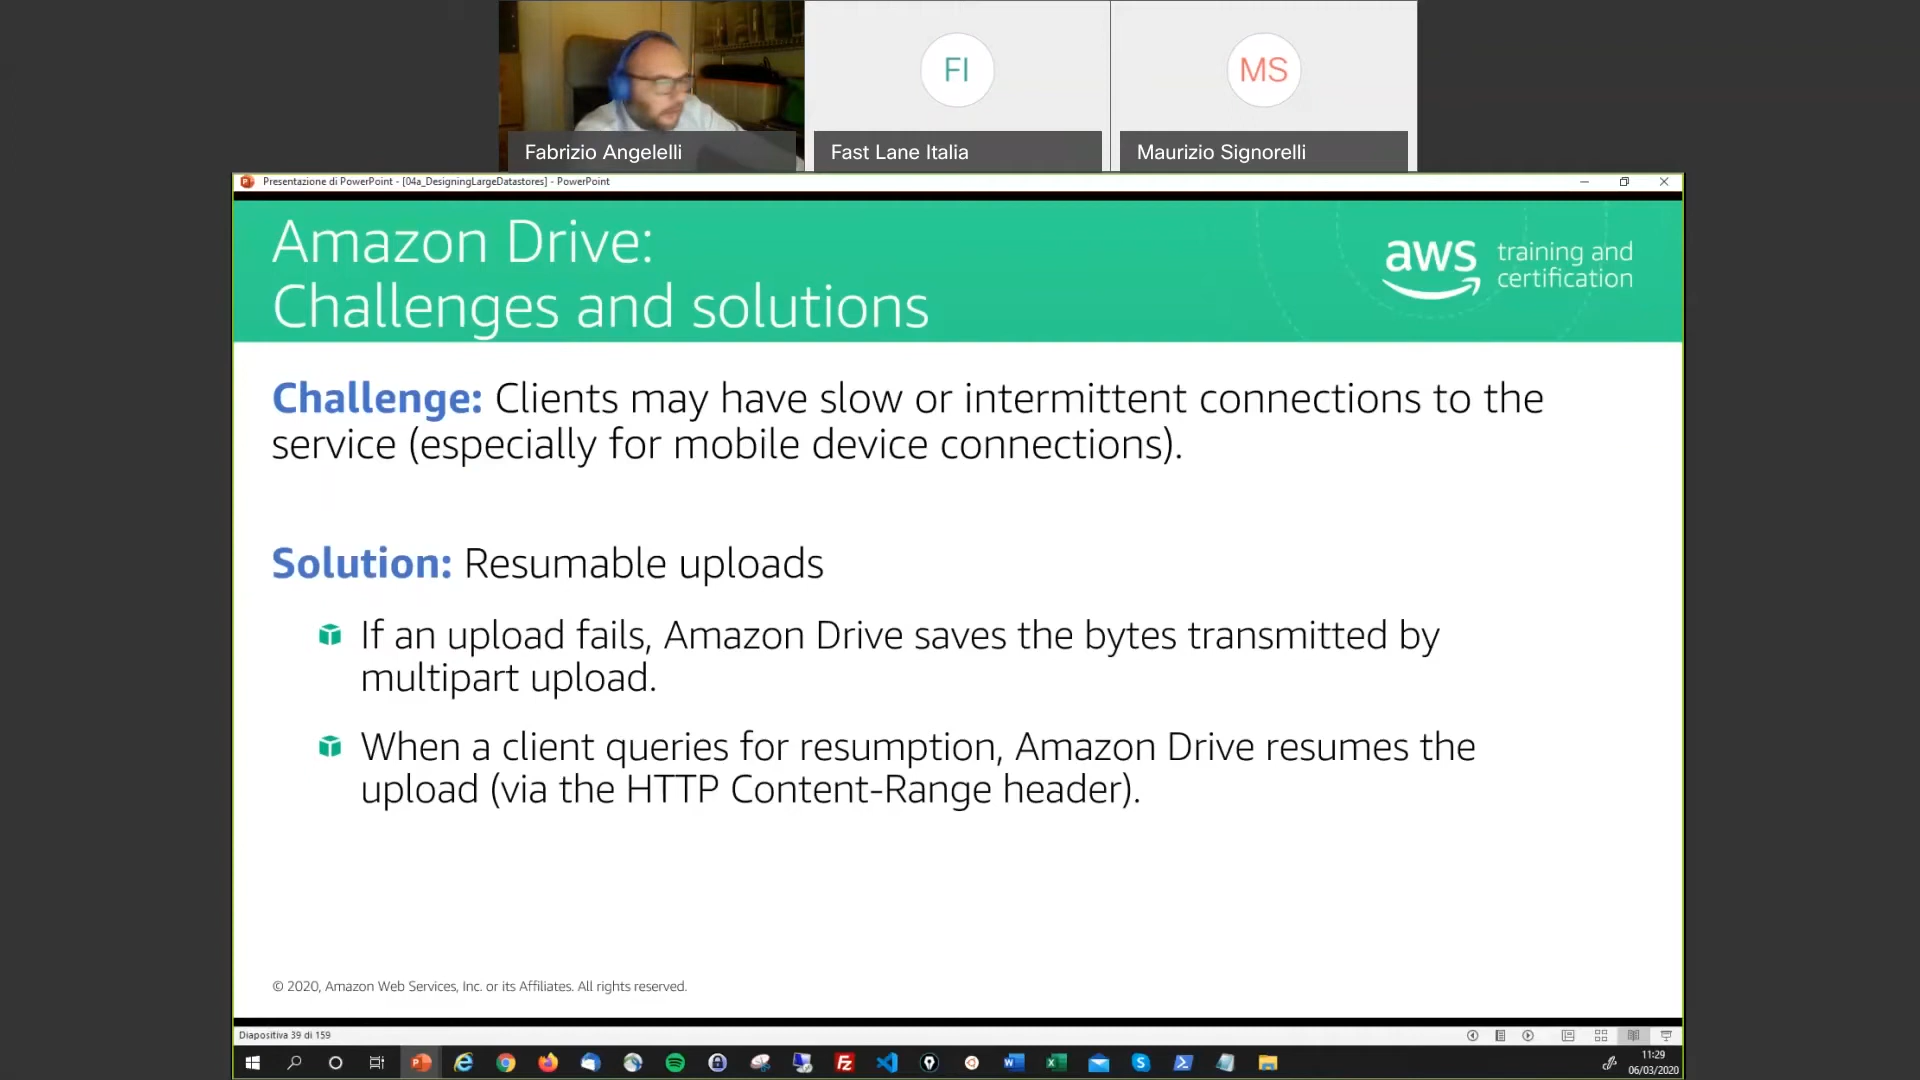 FI
MS
Fabrizio Angelelli
Fast Lane Italia
Maurizio Signorelli
Presentazione di PowerPoint - [04a_DesigningLargeDatastores] - PowerPoint
Amazon Drive:
Challenges and solutions
aws training and
certification
Challenge: Clients may have slow or intermittent connections to the
service (especially for mobile device connections).
Solution: Resumable uploads
If an upload fails, Amazon Drive saves the bytes transmitted by
multipart upload.
When a client queries for resumption, Amazon Drive resumes the
upload (via the HTTP Content-Range header).
© 2020, Amazon Web Services, Inc. or its Affiliates. All rights reserved.
Diapositiva 39 di 159
11:29
06/03/2020